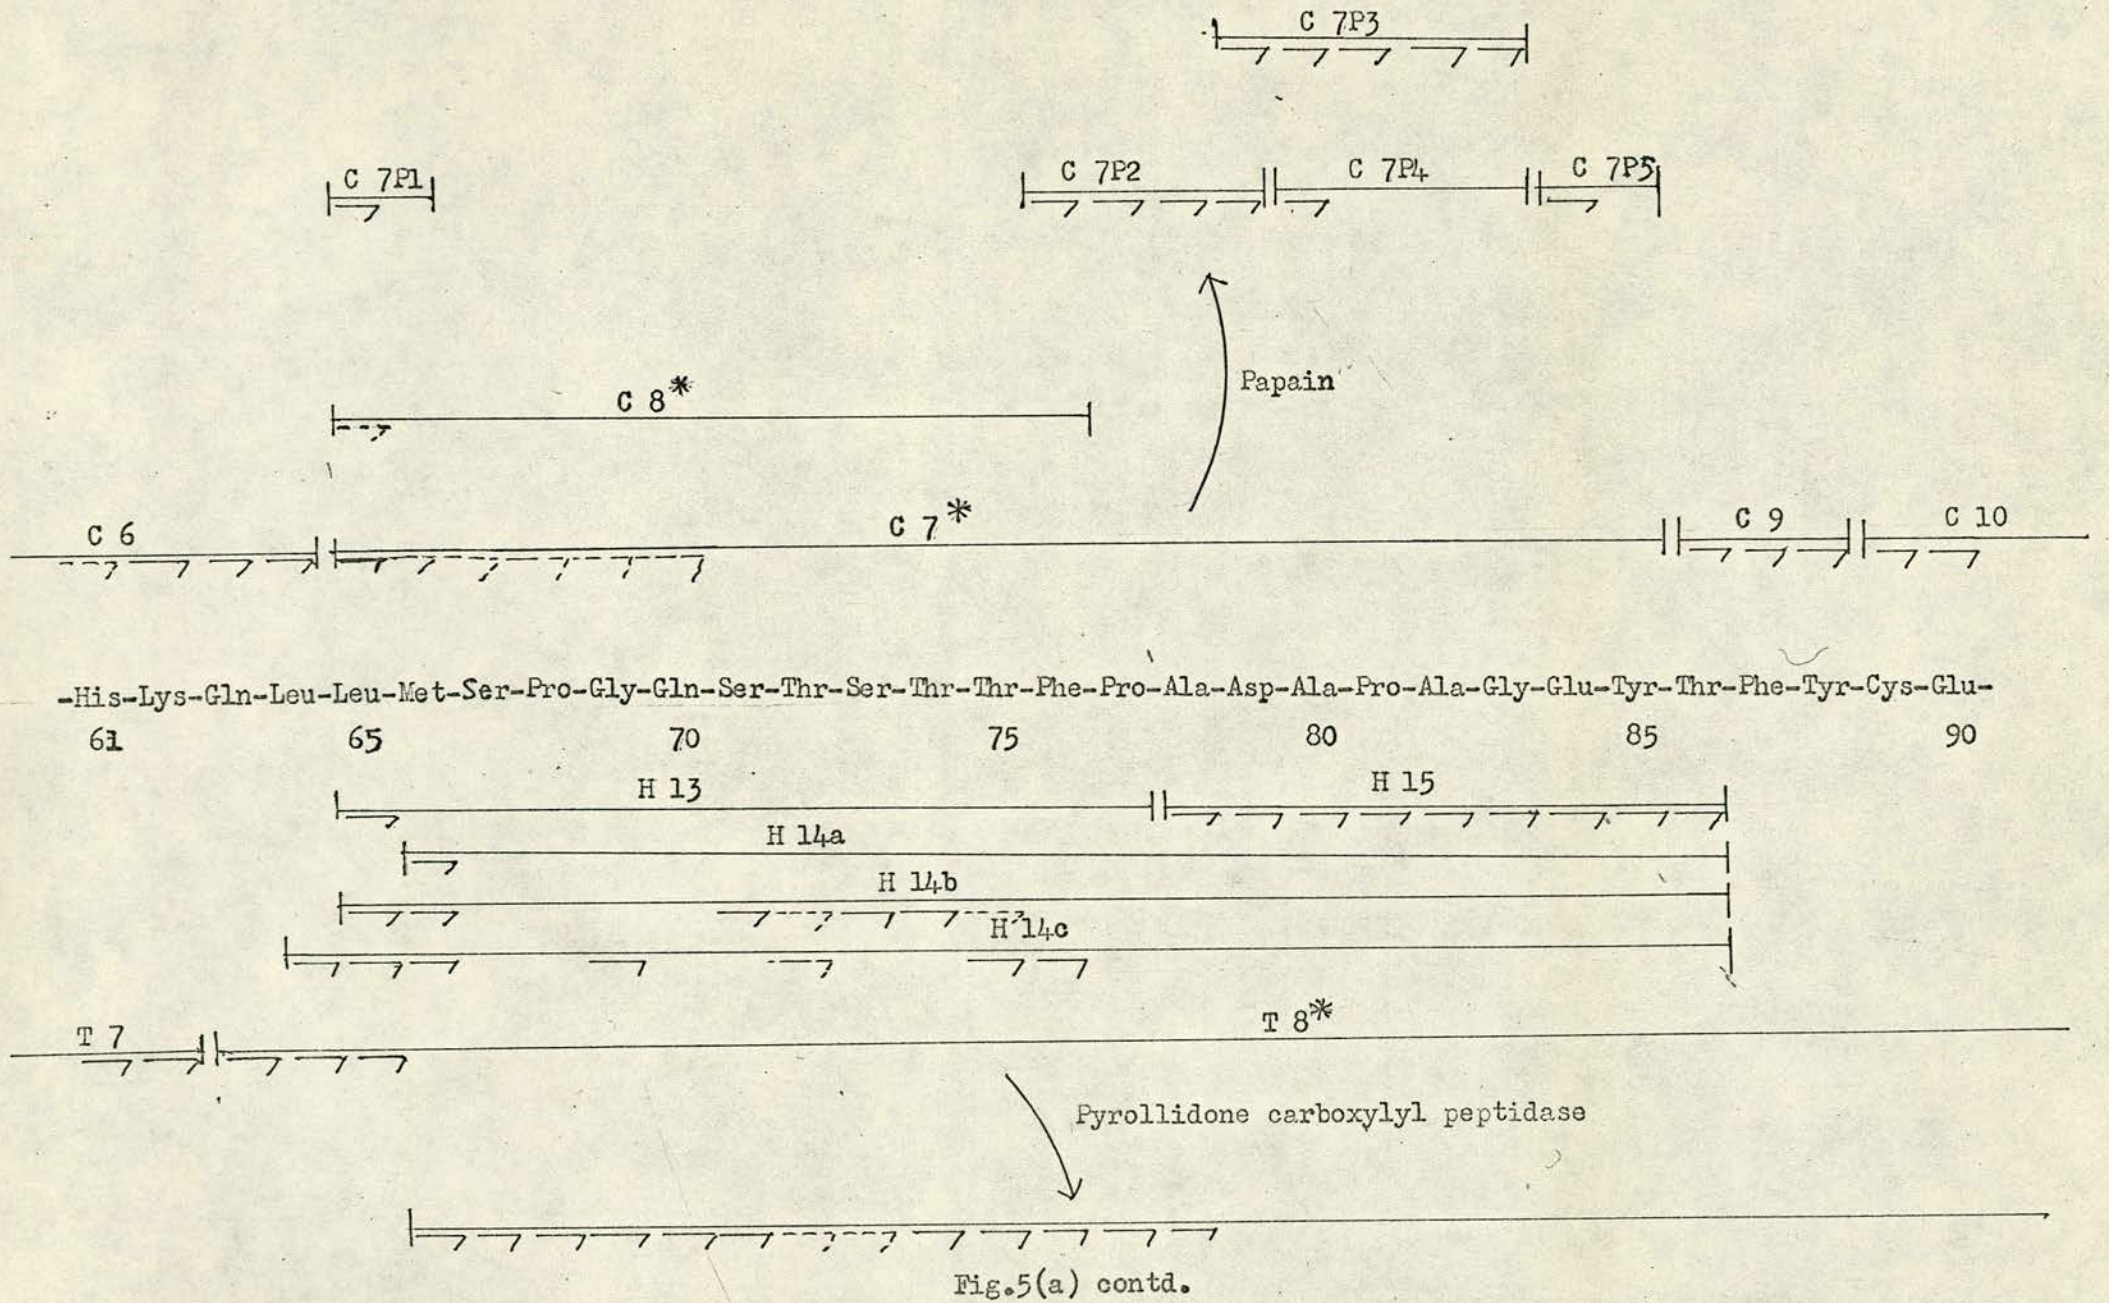 C 7P3
C 7P1
C 7P2
C 7P4
C 7P5
Papain
C 8*
C 6
C 7*
C 9
C 10
-His-Lys-Gln-Leu-Leu-Met-Ser-Pro-Gly-Gln-Ser-Thr-Ser-Thr-Thr-Phe-Pro-Ala-Asp-Ala-Pro-Ala-Gly-Glu-Tyr-Thr-Phe-Tyr-Cys-Glu-
61 65 70 75 80 85 90
H 13
H 15
H 14a
H 14b
H 14c
T 7
T 8*
Pyrollidone carboxylyl peptidase
Fig.5(a) contd.